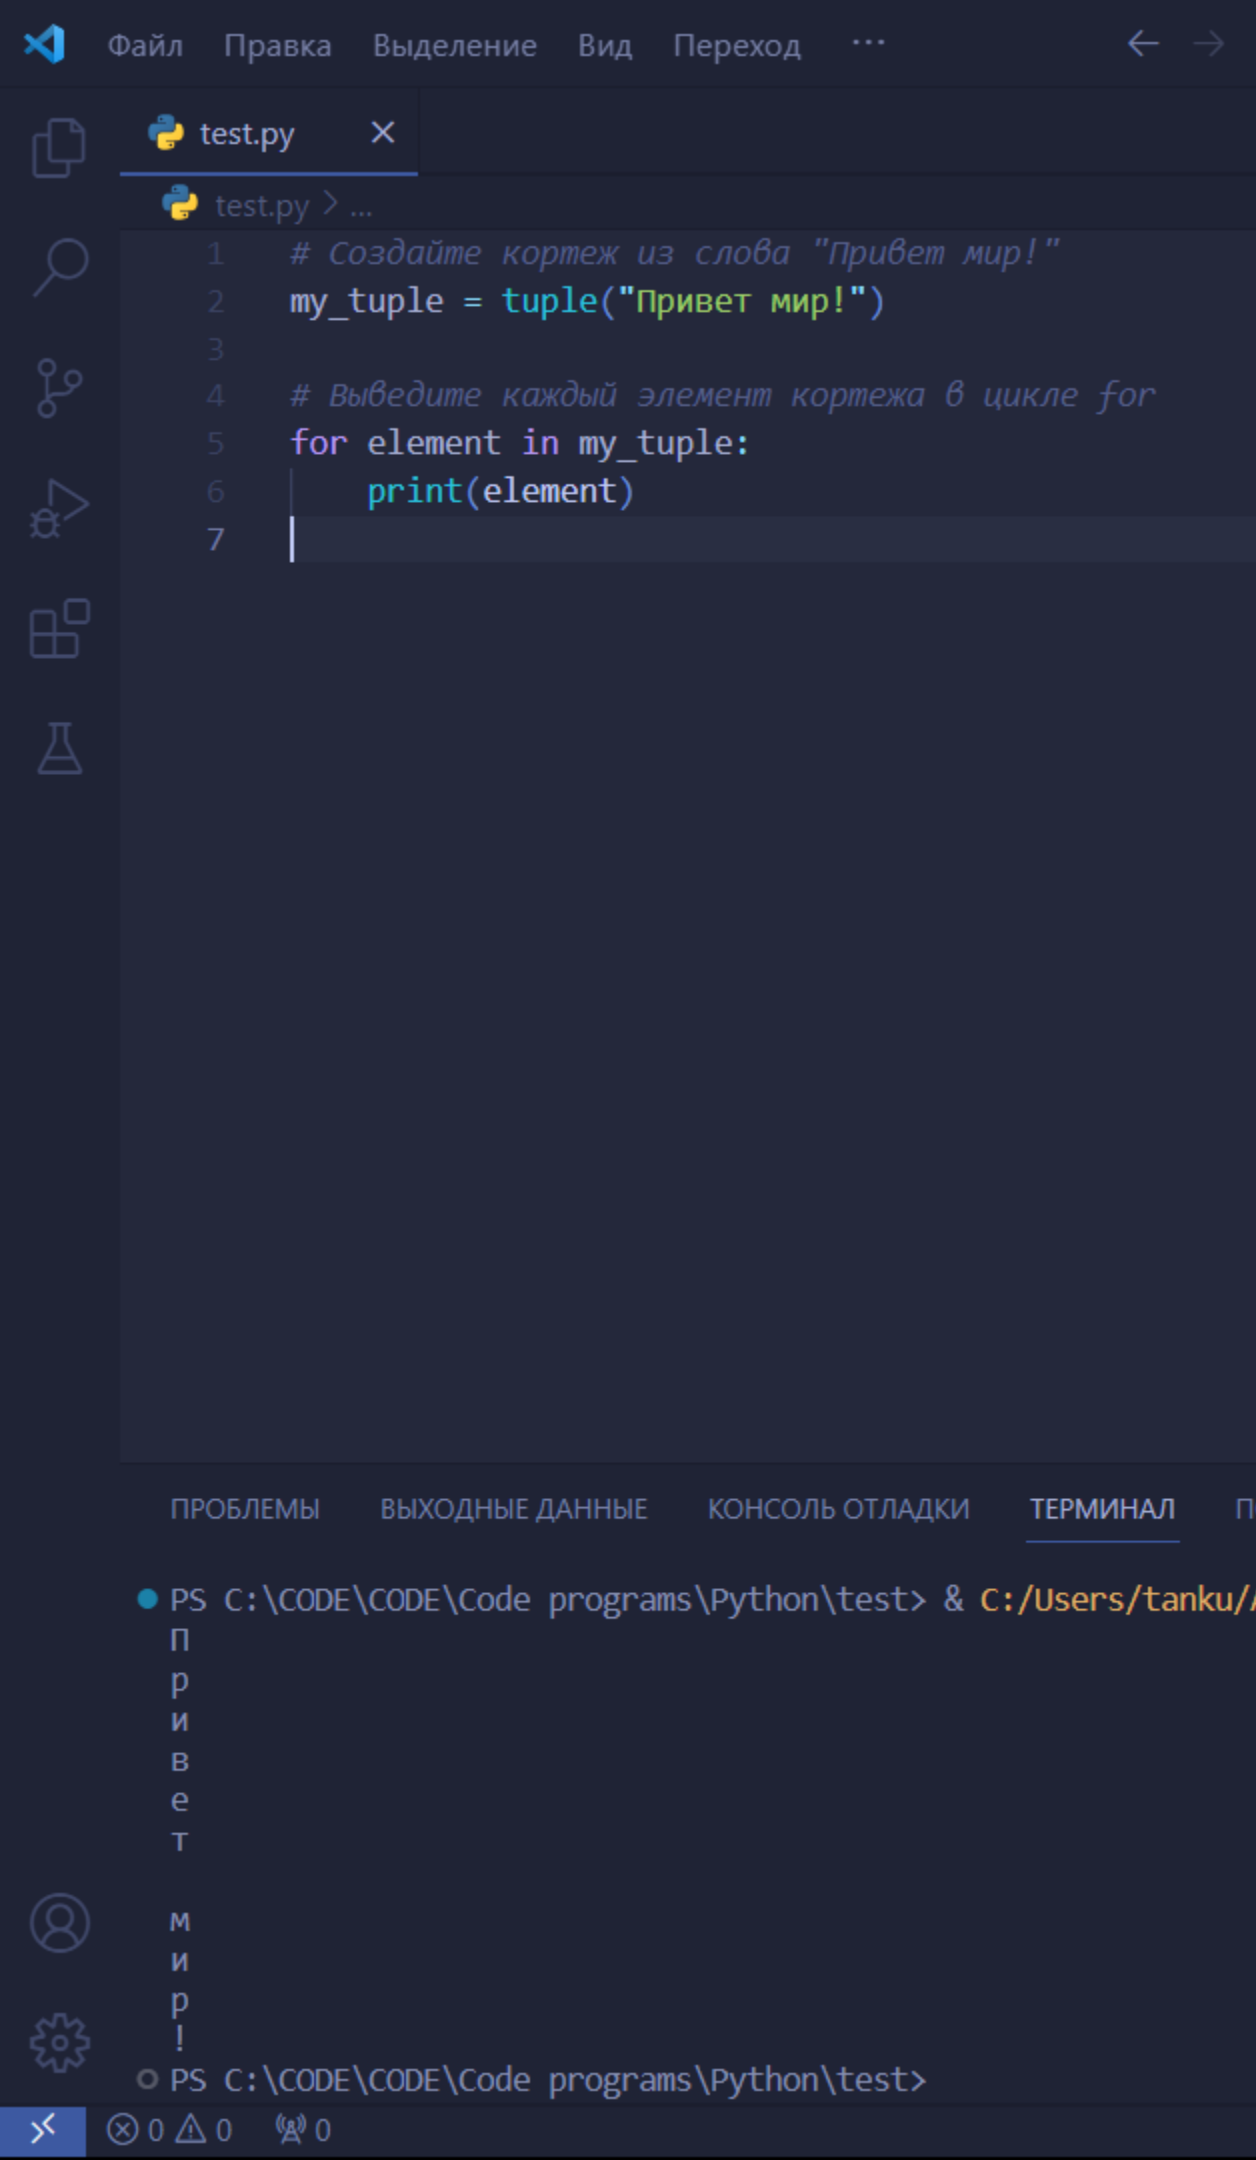 Файл Правка Выделение Вид Переход ...
test.py
test.py > ...
1 # Создайте кортеж из слова "Привет мир!"
2 my_tuple = tuple("Привет мир!")
3
4 # Выведите каждый элемент кортежа в цикле for
5 for element in my_tuple:
6 print(element)
7
ПРОБЛЕМЫ ВЫХОДНЫЕ ДАННЫЕ КОНСОЛЬ ОТЛАДКИ ТЕРМИНАЛ
PS C:\CODE\CODE\Code programs\Python\test> & C:/Users/tanku/
П
р
и
в
е
т
м
и
р
!
PS C:\CODE\CODE\Code programs\Python\test>
0 0 0